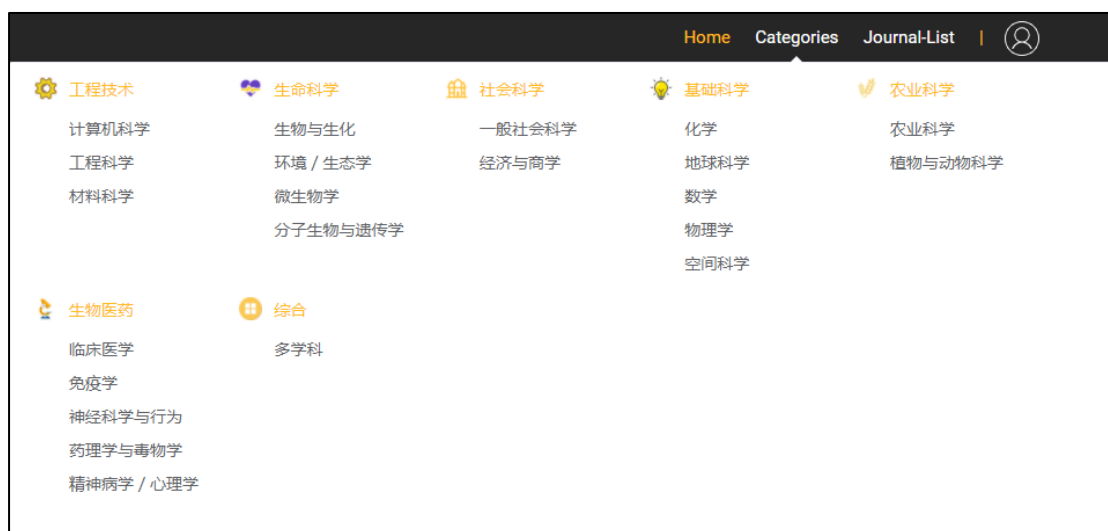 Home Categories Journal-List |
工程技术
计算机科学
工程科学
材料科学
生命科学
生物与生化
环境 / 生态学
微生物学
分子生物与遗传学
社会科学
一般社会科学
经济与商学
基础科学
化学
地球科学
数学
物理学
空间科学
农业科学
农业科学
植物与动物科学
生物医药
临床医学
免疫学
神经科学与行为
药理学与毒物学
精神病学 / 心理学
综合
多学科